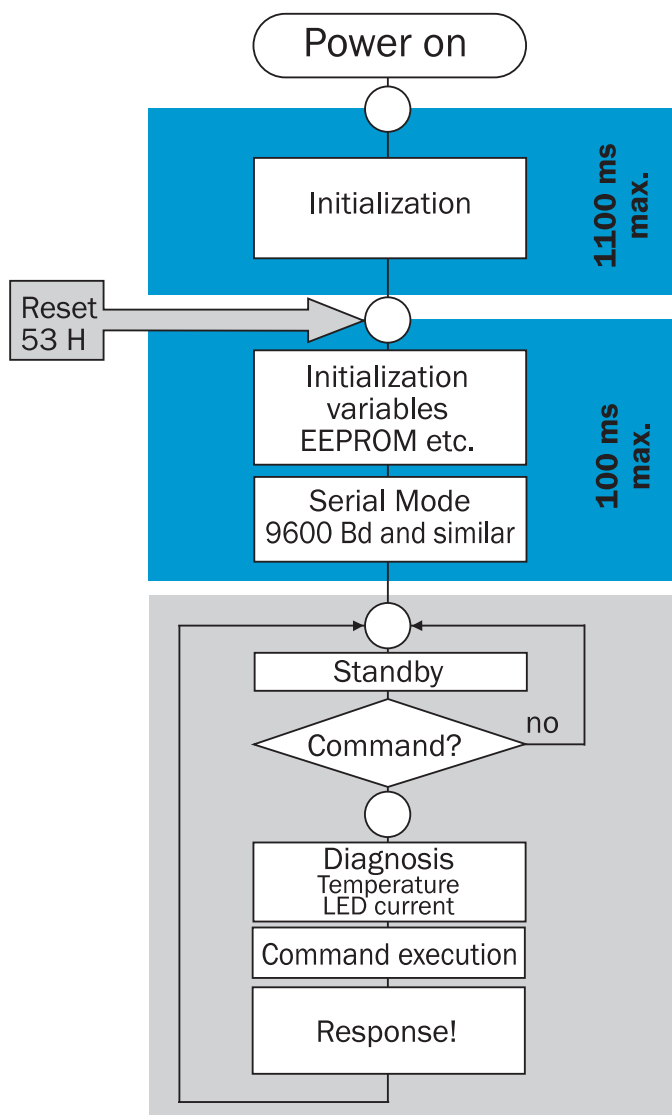 Power on
Initialization
1100 ms
max.
Reset
53 H
Initialization
variables
EEPROM etc.
100 ms
max.
Serial Mode
9600 Bd and similar
Standby
Command?
no
Diagnosis
Temperature
LED current
Command execution
Response!